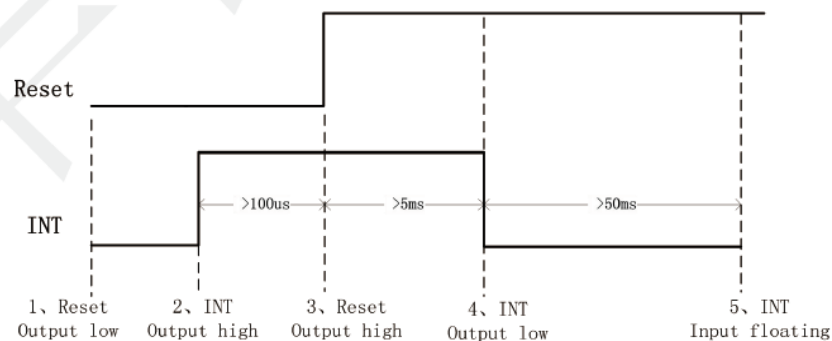 Reset
>100us
>5ms
>50ms
INT
1、Reset
Output low
2、INT
Output high
3、Reset
Output high
4、INT
Output low
5、INT
Input floating